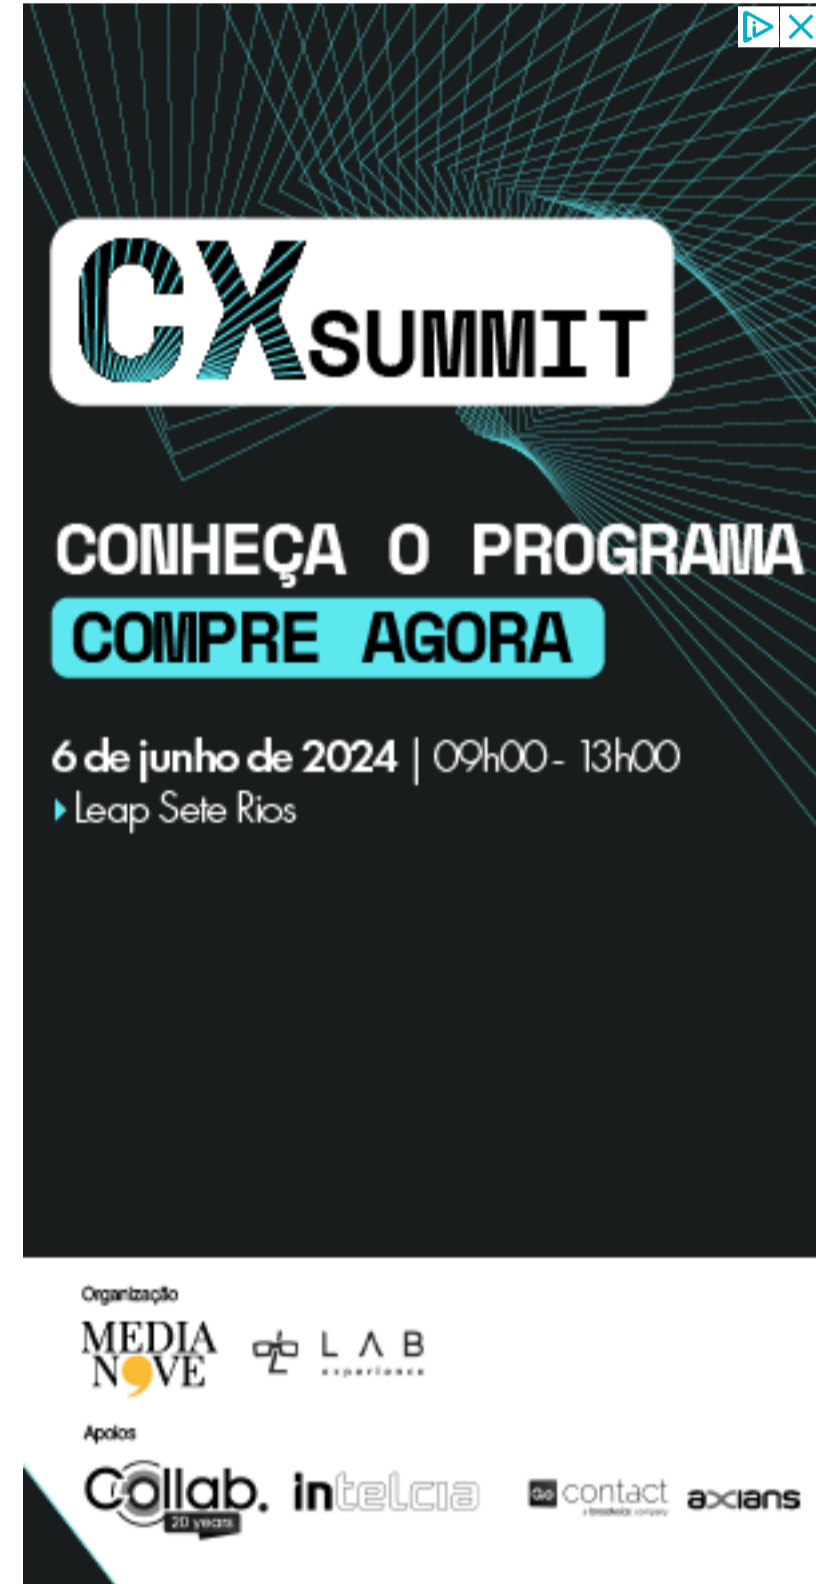 CX SUMMIT
CONHEÇA O PROGRAMA
COMPRE AGORA
6 de junho de 2024 | 09h00 - 13h00
Leap Sete Rios
Organização
MEDIA NOVE
LAB experience
Apoios
Collab. 20 years
intelcia
contact
company
axians